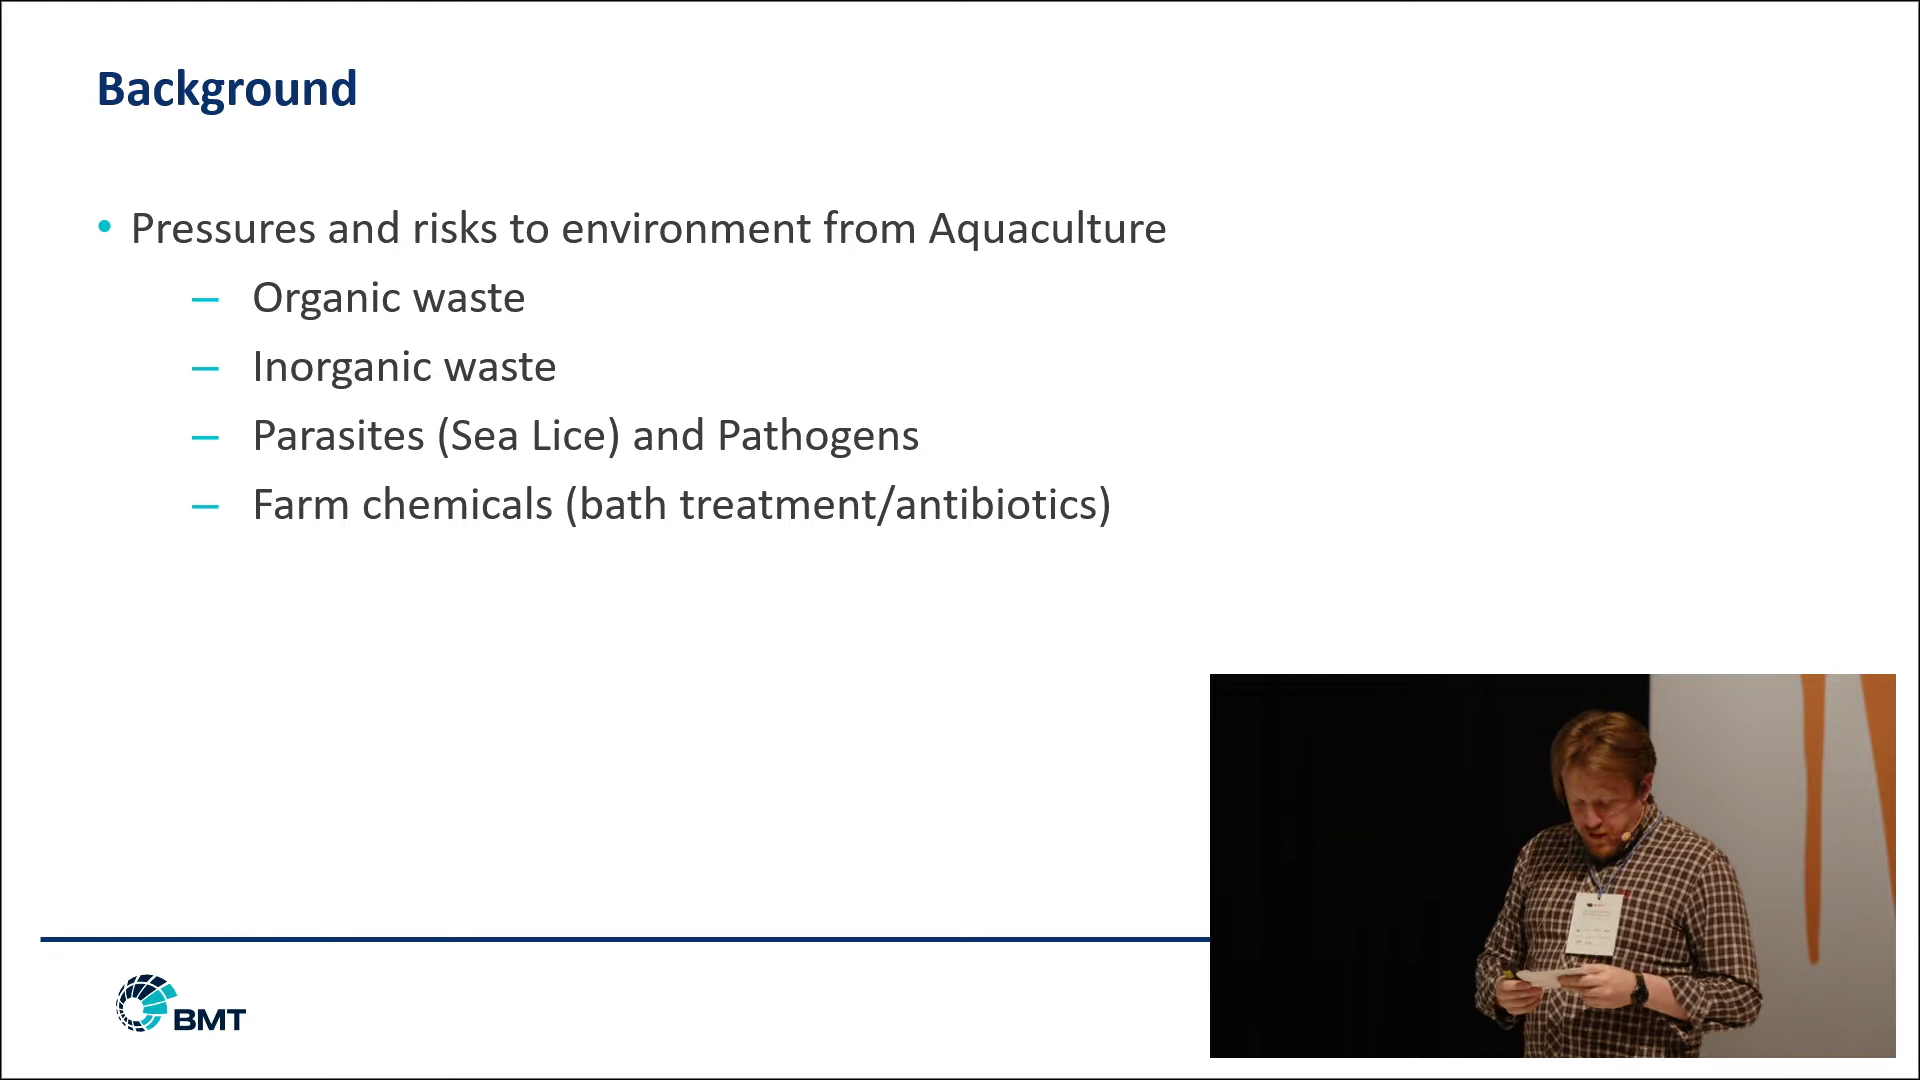 Background
• Pressures and risks to environment from Aquaculture
– Organic waste
– Inorganic waste
– Parasites (Sea Lice) and Pathogens
– Farm chemicals (bath treatment/antibiotics)
BMT